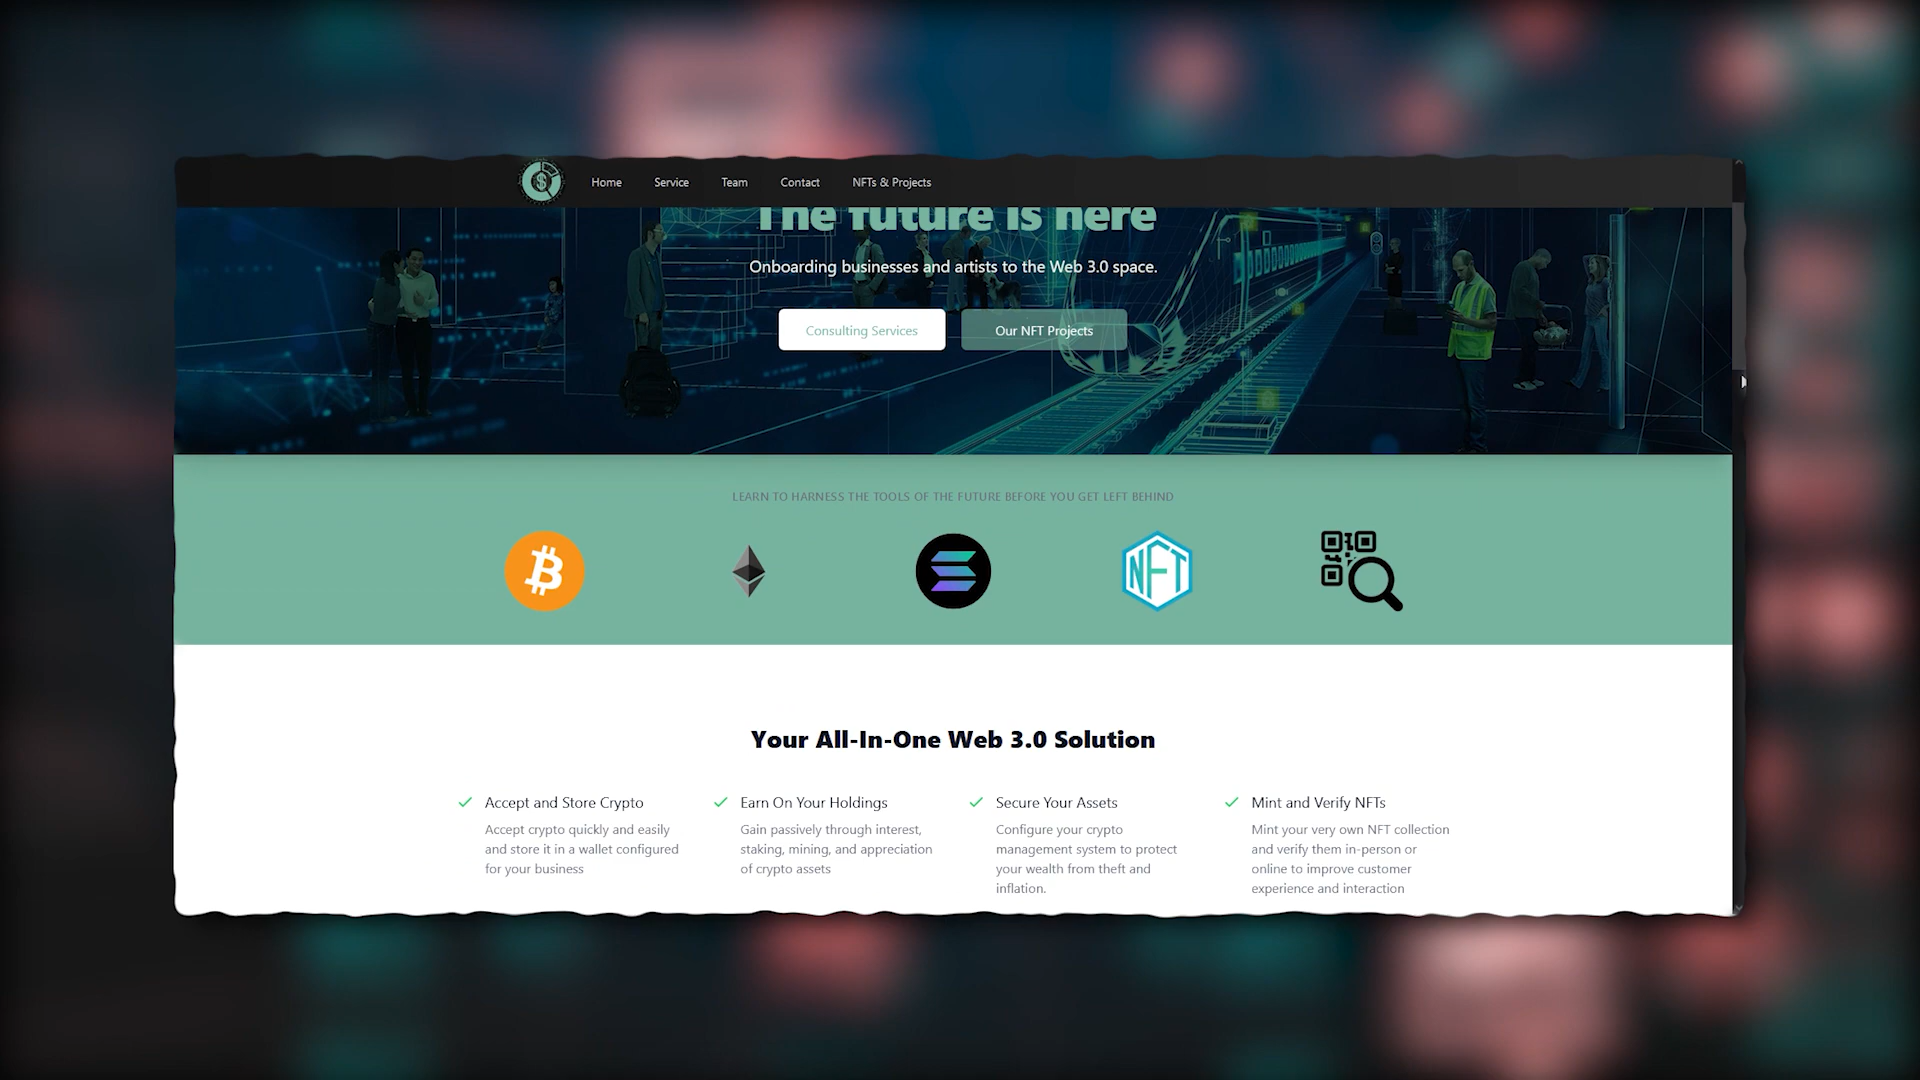 Home Service Team Contact NFTs & Projects
The future is here
Onboarding businesses and artists to the Web 3.0 space.
Consulting Services Our NFT Projects
LEARN TO HARNESS THE TOOLS OF THE FUTURE BEFORE YOU GET LEFT BEHIND
NFT
Your All-In-One Web 3.0 Solution
Accept and Store Crypto
Accept crypto quickly and easily
and store it in a wallet configured
for your business
Earn On Your Holdings
Gain passively through interest,
staking, mining, and appreciation
of crypto assets
Secure Your Assets
Configure your crypto
management system to protect
your wealth from theft and
inflation.
Mint and Verify NFTs
Mint your very own NFT collection
and verify them in-person or
online to improve customer
experience and interaction